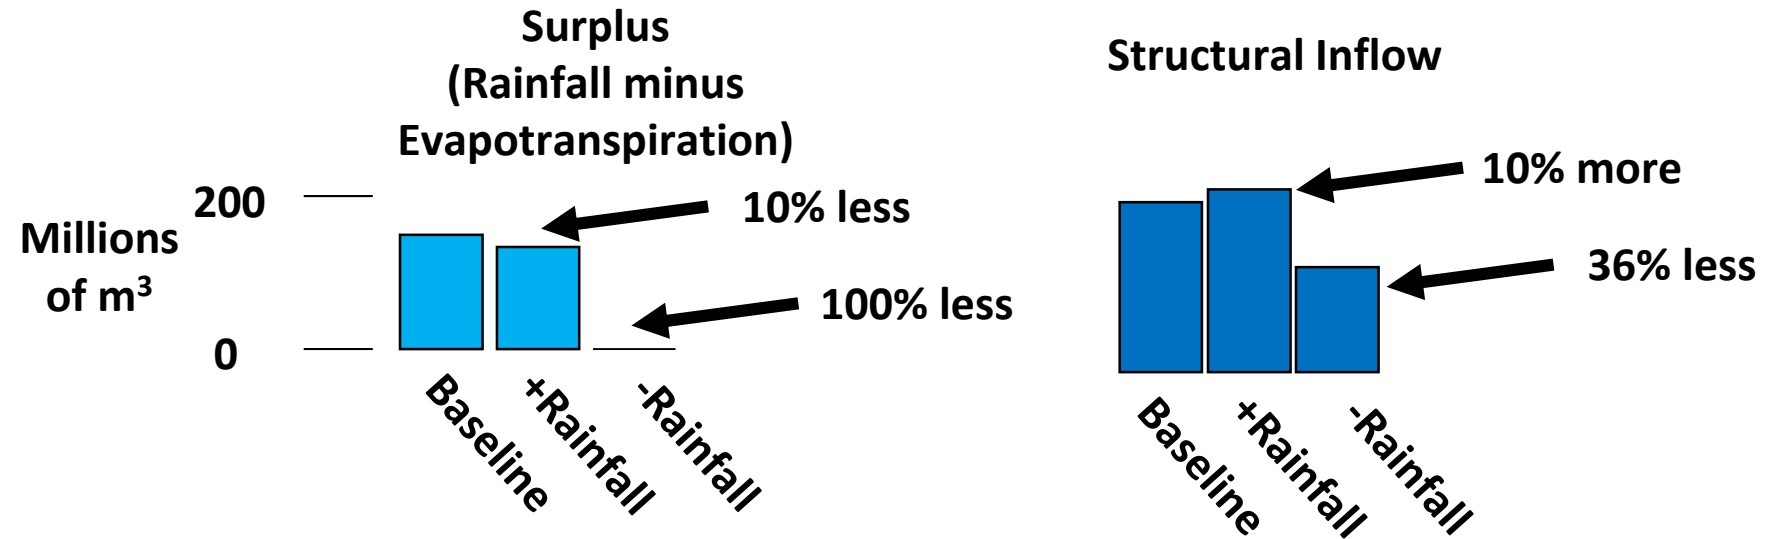 Surplus
(Rainfall minus
Evapotranspiration)
200
Millions
of m³
0
10% less
100% less
Baseline
+Rainfall
-Rainfall
Structural Inflow
10% more
36% less
Baseline
+Rainfall
-Rainfall